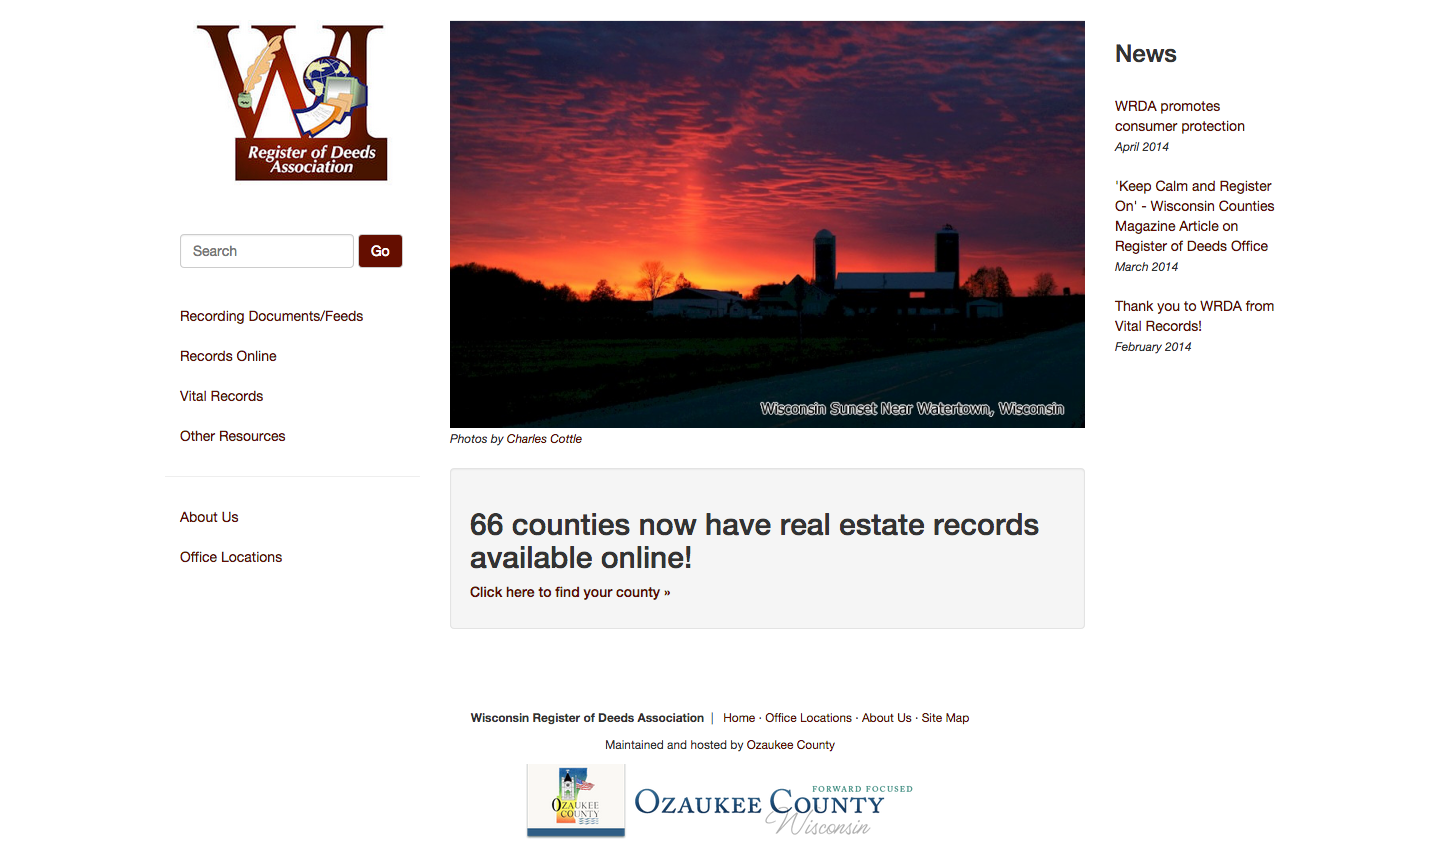 WI
Register of Deeds
Association
Search
Go
Recording Documents/Feeds
Records Online
Vital Records
Other Resources
About Us
Office Locations
Wisconsin Sunset Near Watertown, Wisconsin
Photos by Charles Cottle
66 counties now have real estate records
available online!
Click here to find your county »
News
WRDA promotes
consumer protection
April 2014
'Keep Calm and Register
On' - Wisconsin Counties
Magazine Article on
Register of Deeds Office
March 2014
Thank you to WRDA from
Vital Records!
February 2014
Wisconsin Register of Deeds Association | Home · Office Locations · About Us · Site Map
Maintained and hosted by Ozaukee County
OZAUKEE
COUNTY
FORWARD FOCUSED
OZAUKEE COUNTY
Wisconsin